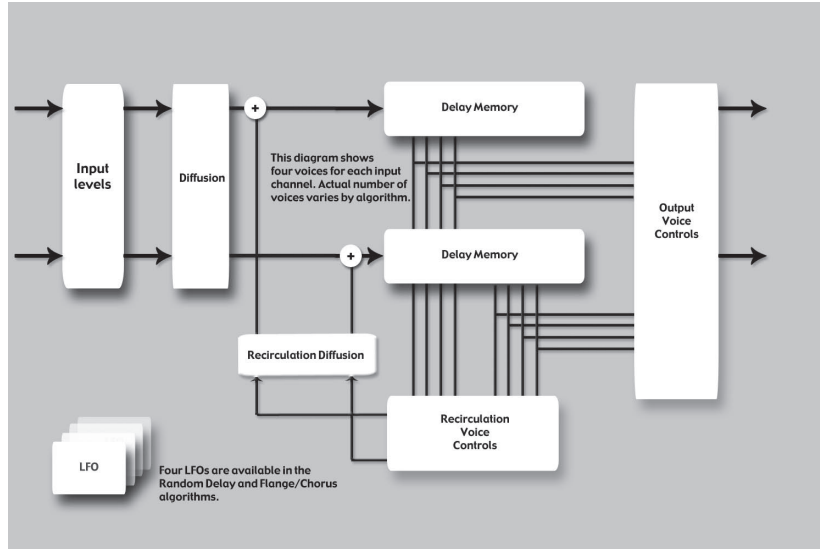 Delay Memory
+
Input
levels
Diffusion
This diagram shows
four voices for each input
channel. Actual number of
voices varies by algorithm.
Output
Voice
Controls
+
Delay Memory
Recirculation Diffusion
Recirculation
Voice
Controls
LFO
Four LFOs are available in the
Random Delay and Flange/Chorus
algorithms.